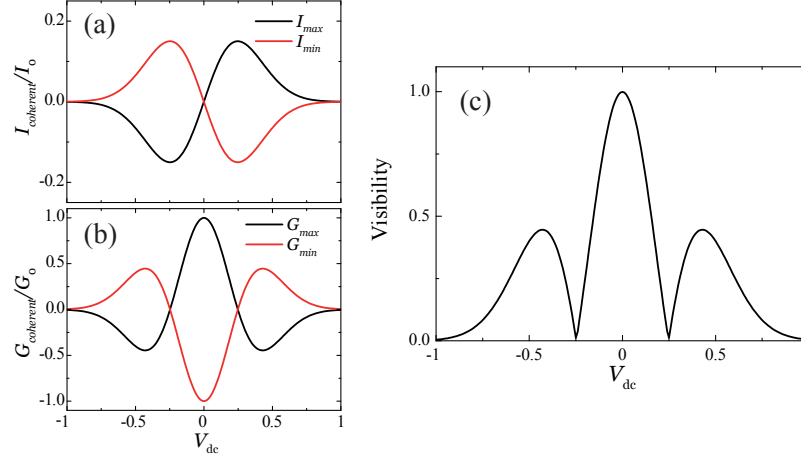 (a)
I_max
I_min
I_coherent/I_o
0.2
0.0
-0.2
(b)
G_max
G_min
G_coherent/G_o
1.0
0.5
0.0
-0.5
-1.0
-1 -0.5 0 0.5 1
V_dc
(c)
Visibility
1.0
0.5
0.0
-1 -0.5 0 0.5
V_dc